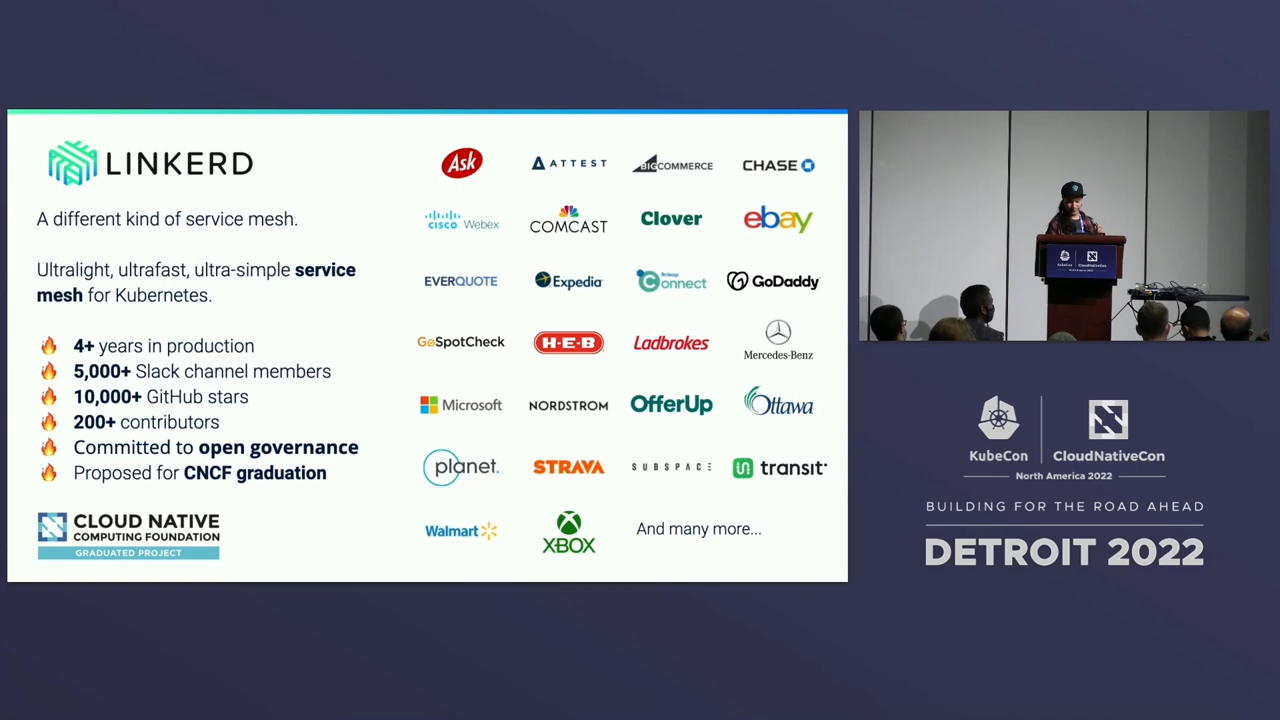 LINKERD
A different kind of service mesh.
Ultralight, ultrafast, ultra-simple service
mesh for Kubernetes.
4+ years in production
5,000+ Slack channel members
10,000+ GitHub stars
200+ contributors
Committed to open governance
Proposed for CNCF graduation
CLOUD NATIVE
COMPUTING FOUNDATION
GRADUATED PROJECT
Ask
ATTEST
BIGCOMMERCE
CHASE
CISCO Webex
COMCAST
Clover
ebay
EVERQUOTE
Expedia
Connect
GoDaddy
GoSpotCheck
H-E-B
Ladbrokes
Mercedes-Benz
Microsoft
NORDSTROM
OfferUp
Ottawa
planet.
STRAVA
SUBSPACE
transit
Walmart
XBOX
And many more...
KubeCon
CloudNativeCon
KubeCon
CloudNativeCon
North America 2022
BUILDING FOR THE ROAD AHEAD
DETROIT 2022